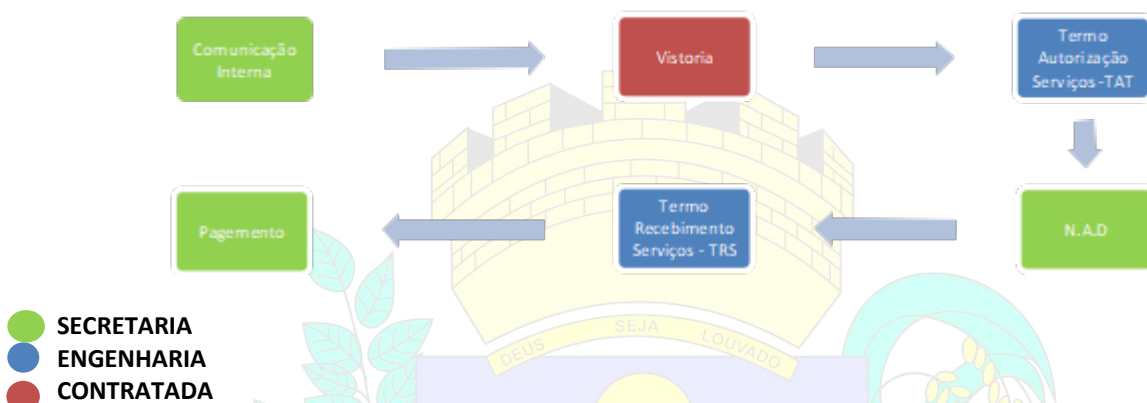 Comunicação
Interna
Vistoria
Termo
Autorização
Serviços -TAT
Pagemento
Termo
Recebimento
Serviços - TRS
N.A.D
SECRETARIA
ENGENHARIA
CONTRATADA
DEUS SEJA LOUVADO